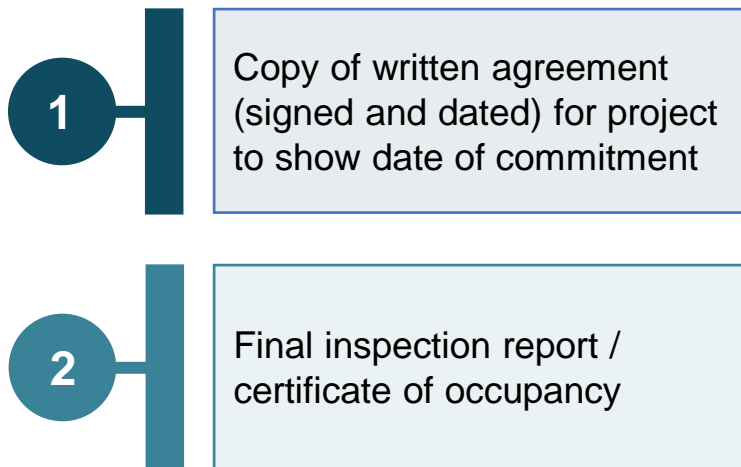 1
Copy of written agreement
(signed and dated) for project
to show date of commitment
2
Final inspection report /
certificate of occupancy